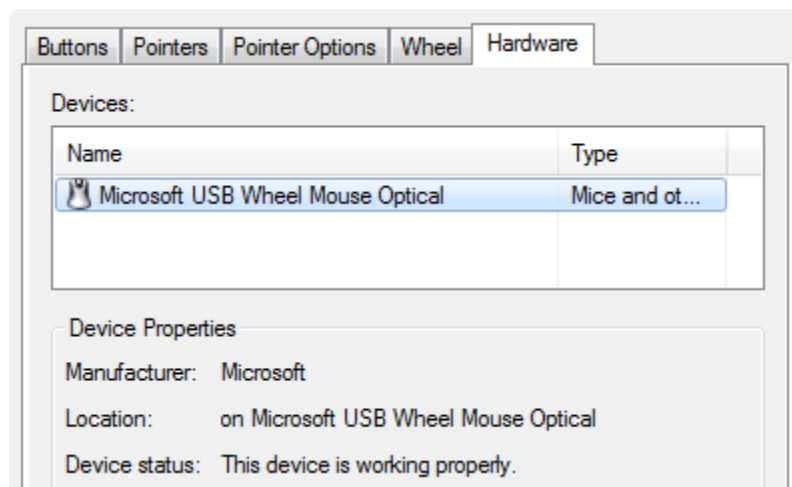 Buttons Pointers Pointer Options Wheel Hardware
Devices:
Name Type
Microsoft USB Wheel Mouse Optical Mice and ot...
Device Properties
Manufacturer: Microsoft
Location: on Microsoft USB Wheel Mouse Optical
Device status: This device is working properly.